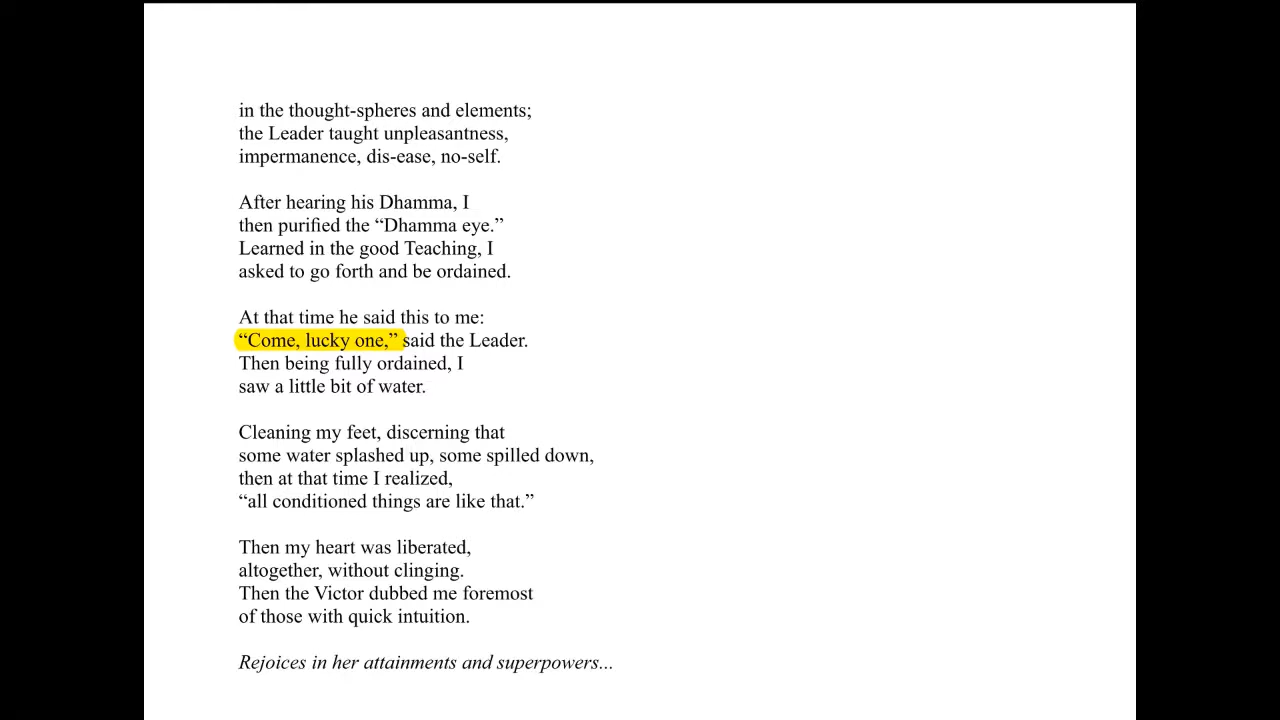 in the thought-spheres and elements;
the Leader taught unpleasantness,
impermanence, dis-ease, no-self.
After hearing his Dhamma, I
then purified the “Dhamma eye.”
Learned in the good Teaching, I
asked to go forth and be ordained.
At that time he said this to me:
“Come, lucky one,” said the Leader.
Then being fully ordained, I
saw a little bit of water.
Cleaning my feet, discerning that
some water splashed up, some spilled down,
then at that time I realized,
“all conditioned things are like that.”
Then my heart was liberated,
altogether, without clinging.
Then the Victor dubbed me foremost
of those with quick intuition.
Rejoices in her attainments and superpowers...